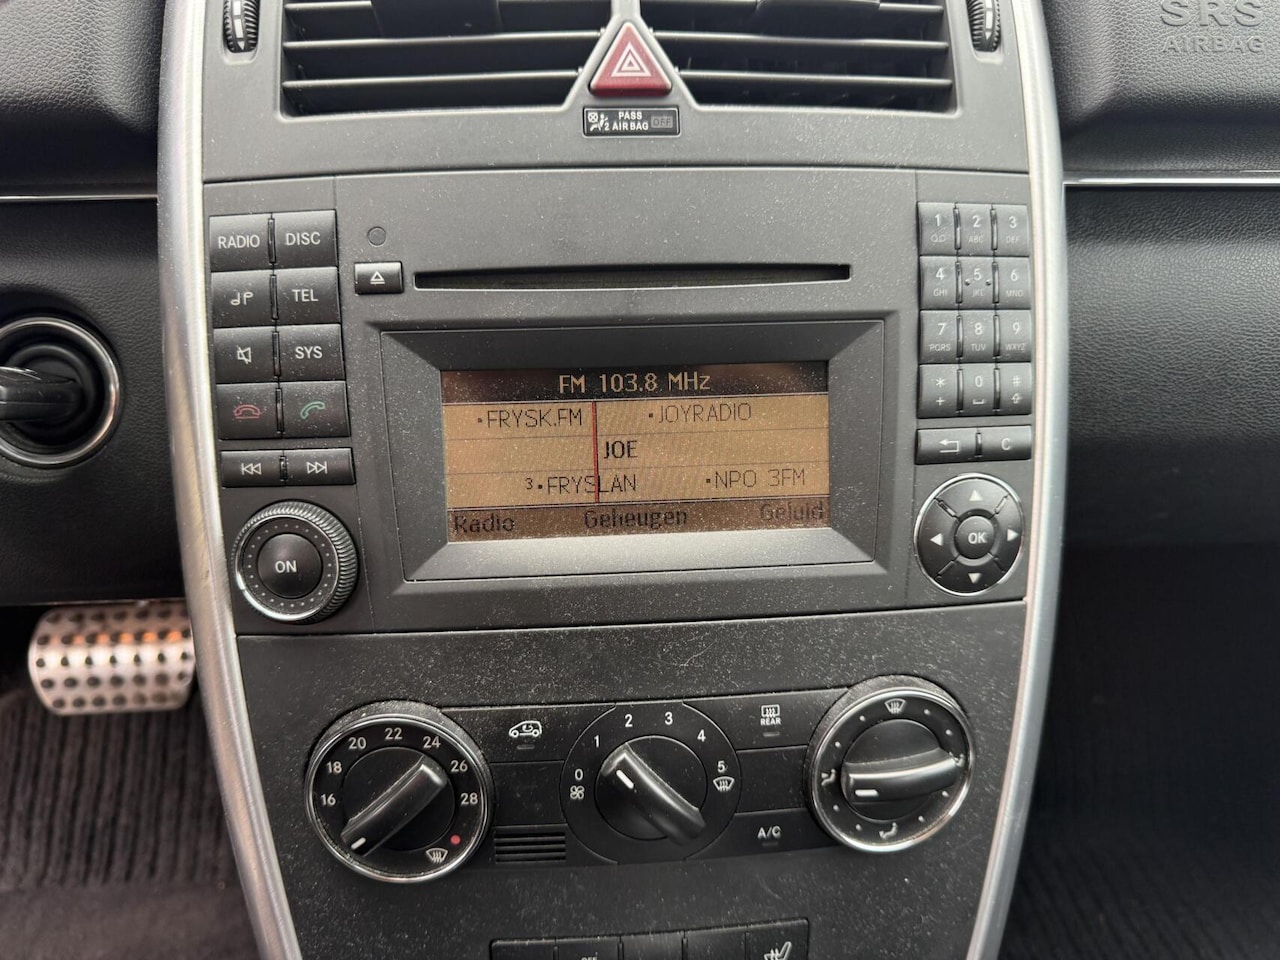 SRS
AIRBAG
PASS
2 AIRBAG OFF
RADIO DISC
TEL
SYS
ON
1 2 3
Q,Ö ABC DEF
4 5 6
GHI JKL MNO
7 8 9
PQRS TUV WXYZ
* 0 #
+
C
OK
FM 103.8 MHz
•FRYSK.FM •JOYRADIO
JOE
3•FRYSLAN •NPO 3FM
Radio Geheugen Geluid
16 18 20 22 24 26 28
0 1 2 3 4 5
REAR
A/C
OFF